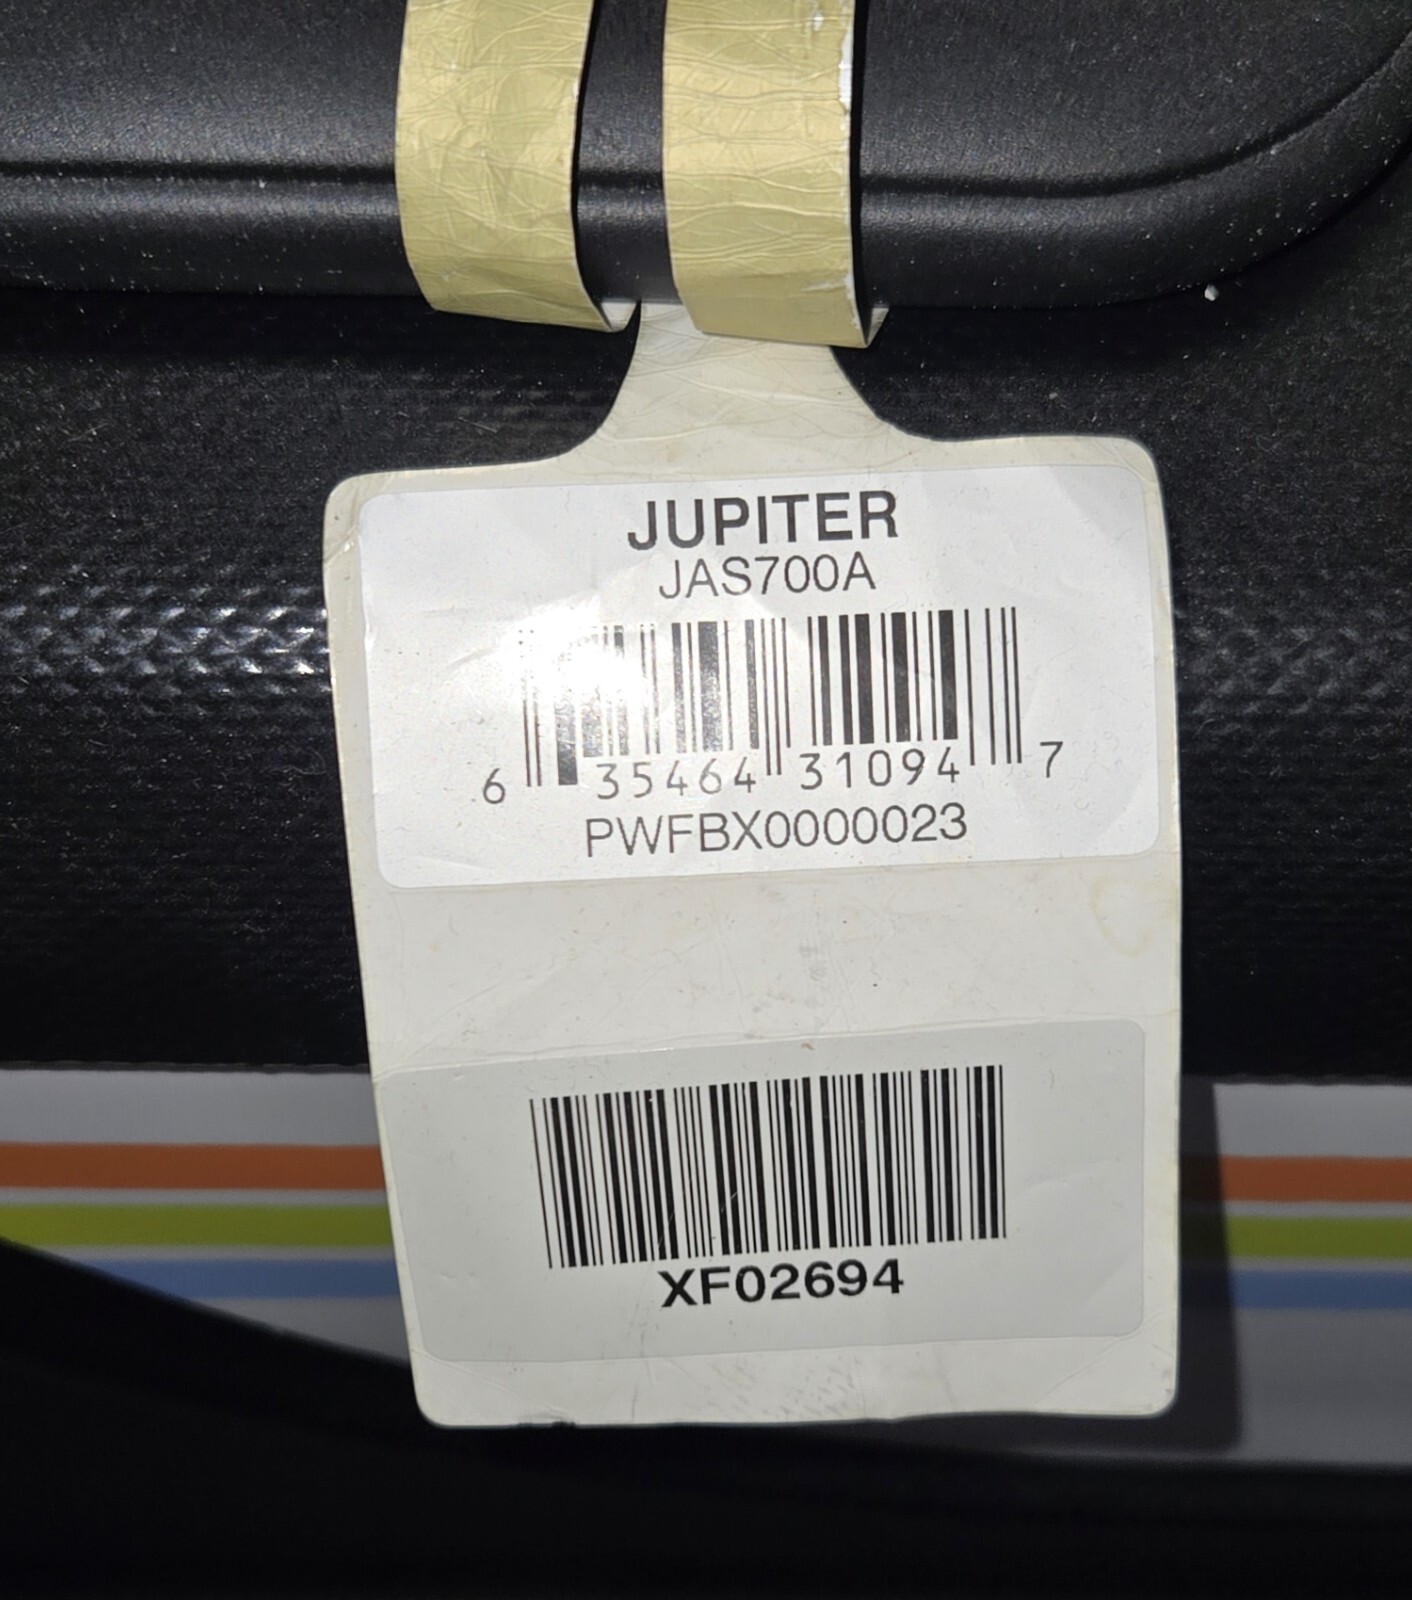 JUPITER
JAS700A
6 35464 31094 7
PWFBX0000023
XF02694